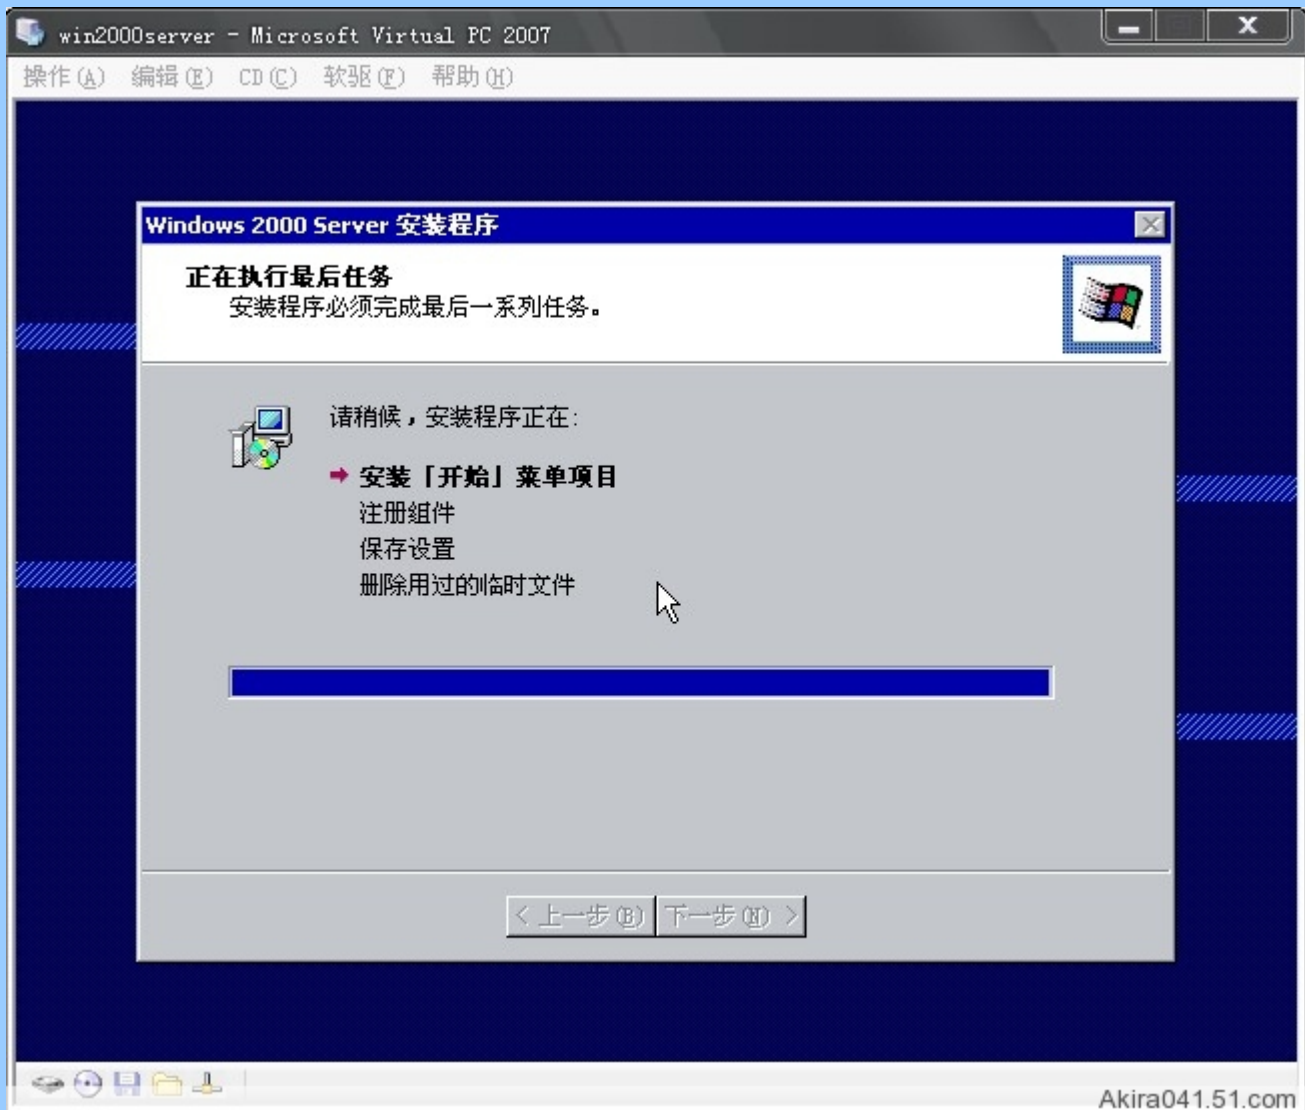 win2000server - Microsoft Virtual PC 2007
操作(A) 编辑(E) CD(C) 软驱(F) 帮助(H)
Windows 2000 Server 安装程序
正在执行最后任务
安装程序必须完成最后一系列任务。
请稍候，安装程序正在:
安装「开始」菜单项目
注册组件
保存设置
删除用过的临时文件
< 上一步(B) 下一步(N) >
Akira041.51.com